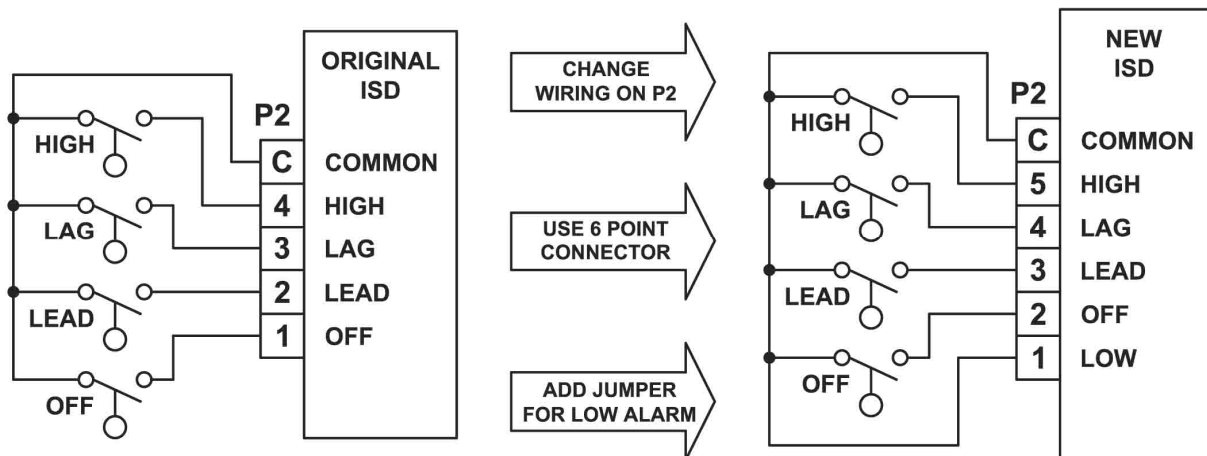 ORIGINAL
ISD
P2
HIGH
C COMMON
4 HIGH
LAG
3 LAG
2 LEAD
LEAD
1 OFF
OFF
CHANGE
WIRING ON P2
USE 6 POINT
CONNECTOR
ADD JUMPER
FOR LOW ALARM
NEW
ISD
P2
HIGH
C COMMON
5 HIGH
LAG
4 LAG
3 LEAD
LEAD
2 OFF
1 LOW
OFF